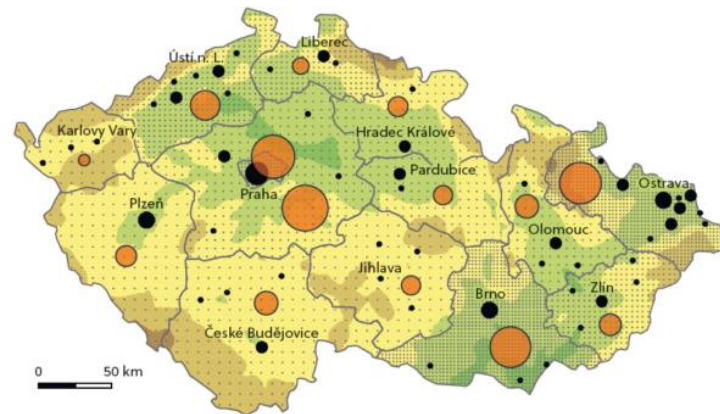 Liberec
Ústí n. L.
Karlovy Vary
Hradec Králové
Praha
Pardubice
Plzeň
Ostrava
Olomouc
Jihlava
Brno
Zlín
České Budějovice
0 50 km